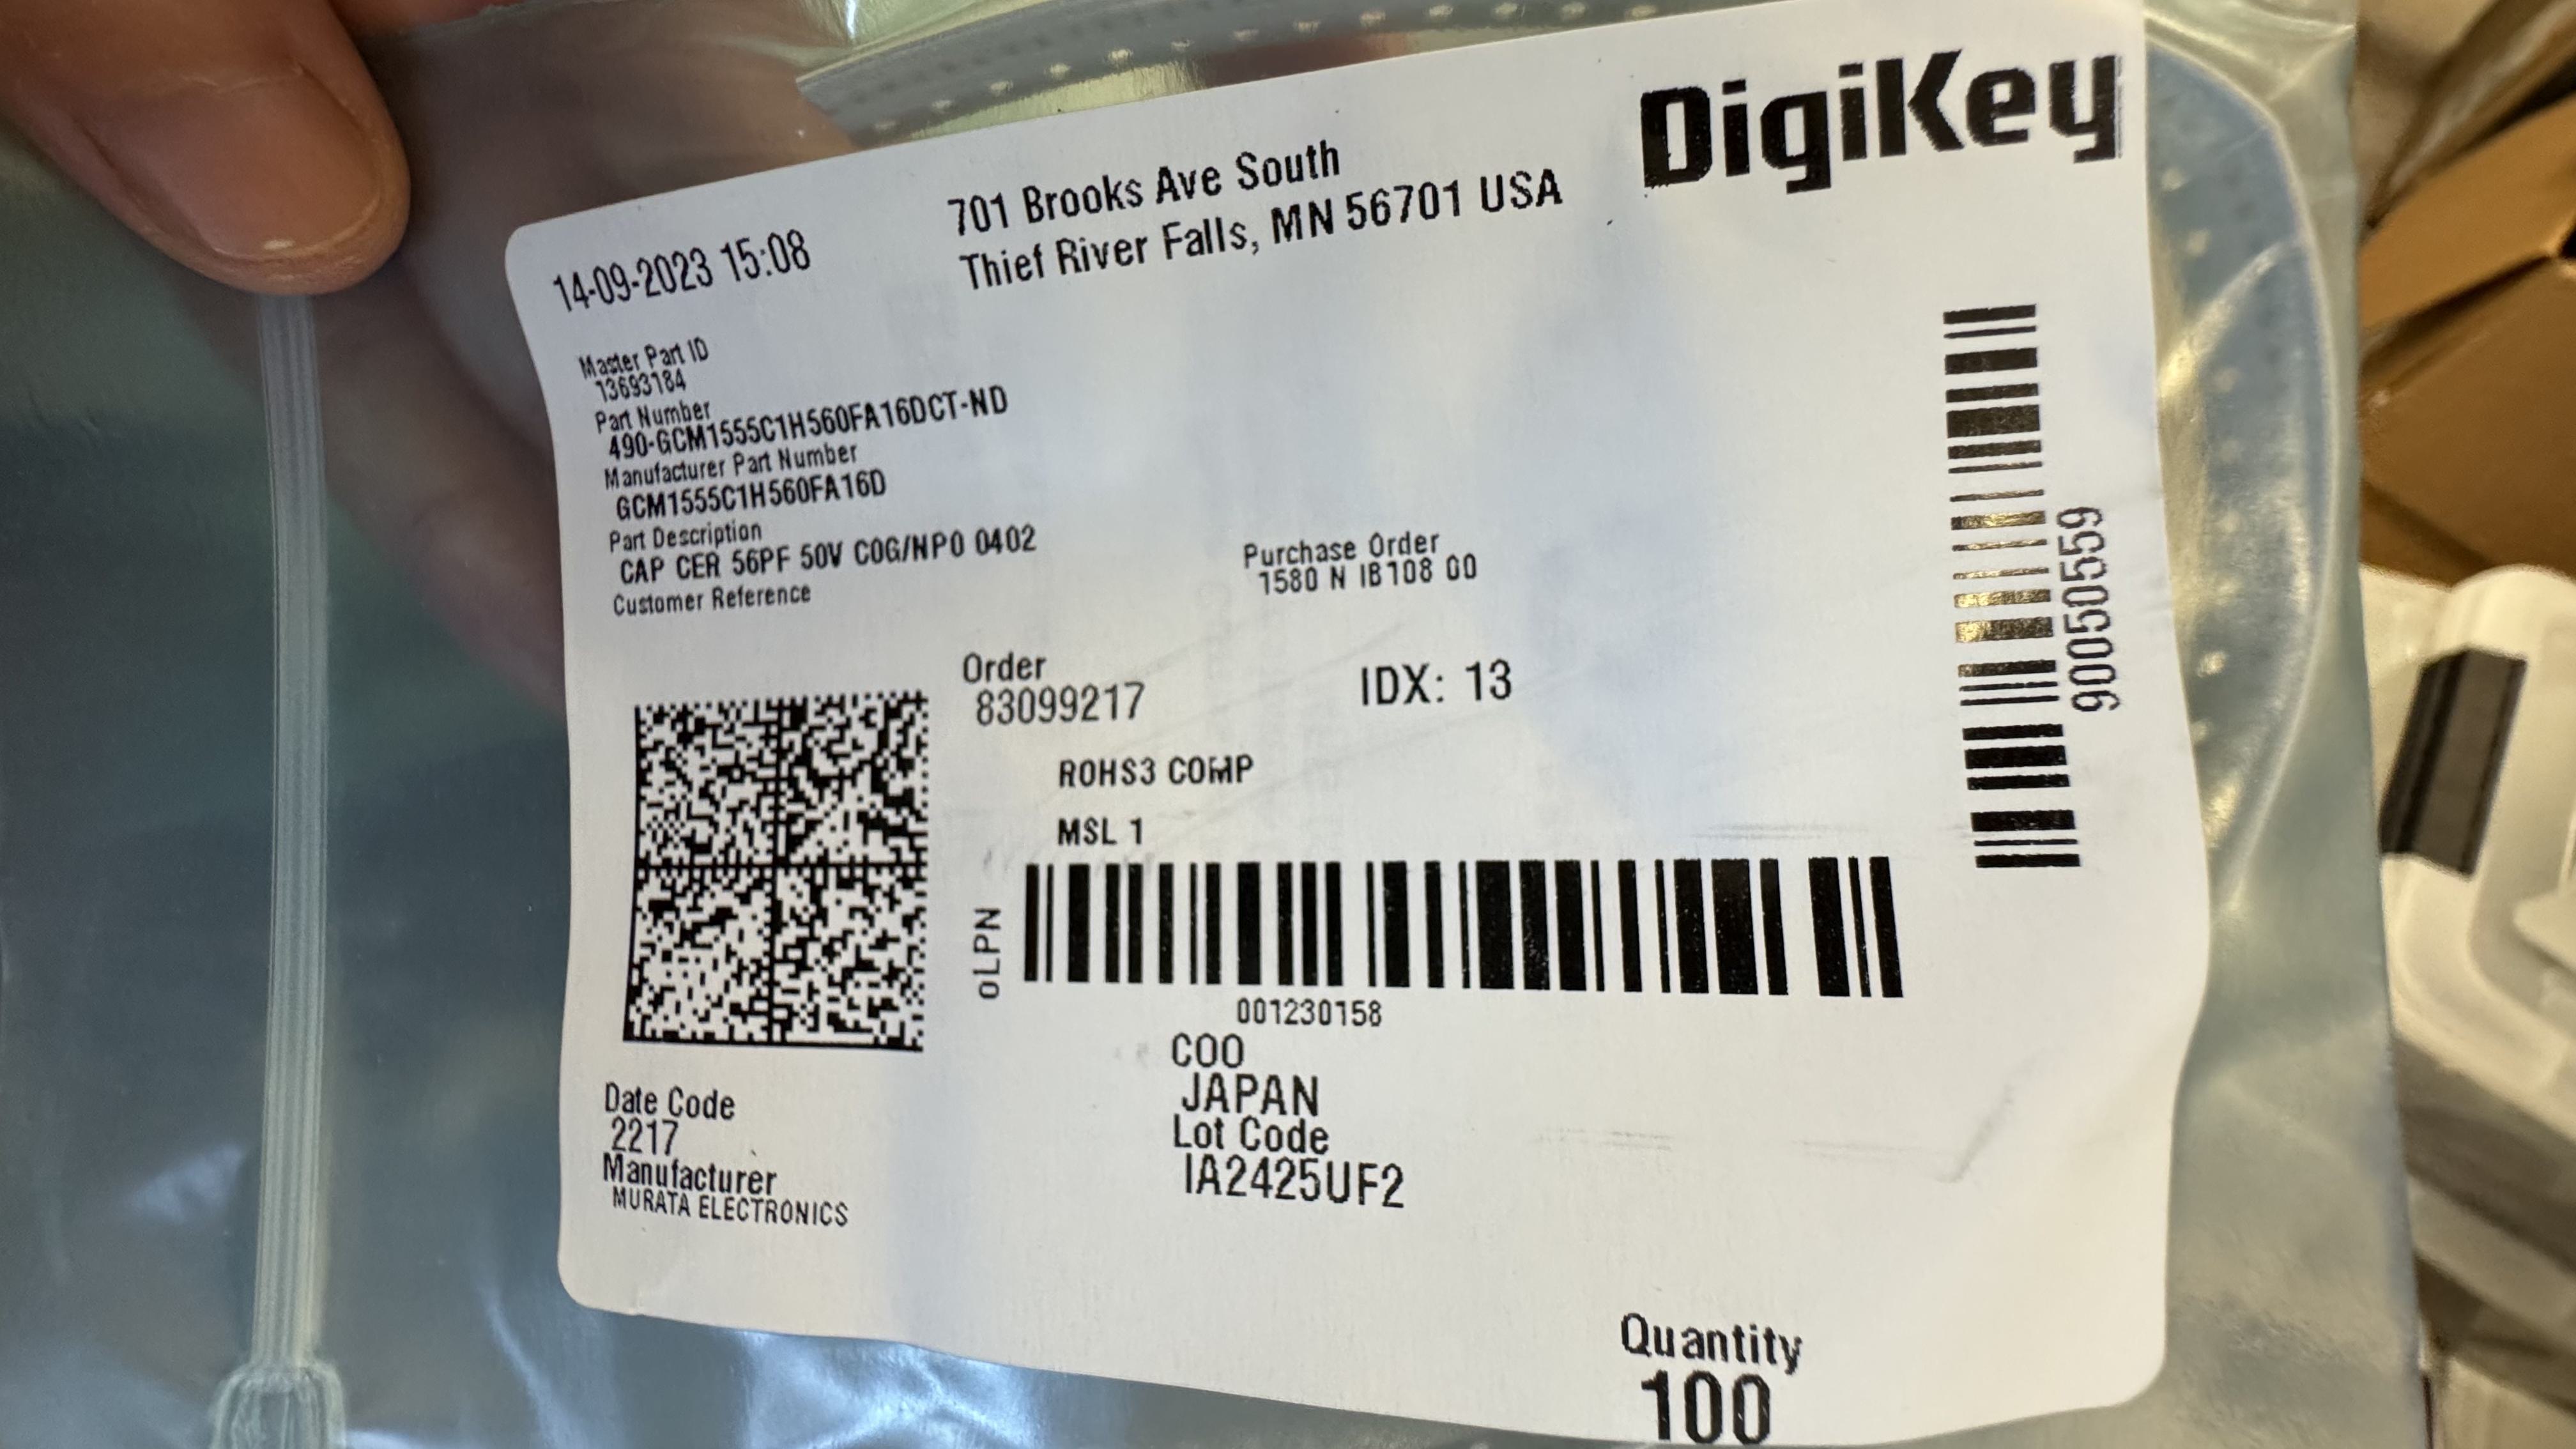 DigiKey
701 Brooks Ave South
Thief River Falls, MN 56701 USA
14-09-2023 15:08
Master Part ID
13693184
Part Number
490-GCM1555C1H560FA16DCT-ND
Manufacturer Part Number
GCM1555C1H560FA16D
Part Description
CAP CER 56PF 50V C0G/NP0 0402
Customer Reference
Purchase Order
1580 N IB108 00
90050559
Order
83099217
IDX: 13
ROHS3 COMP
MSL 1
oLPN
001230158
COO
JAPAN
Lot Code
IA2425UF2
Date Code
2217
Manufacturer
MURATA ELECTRONICS
Quantity
100